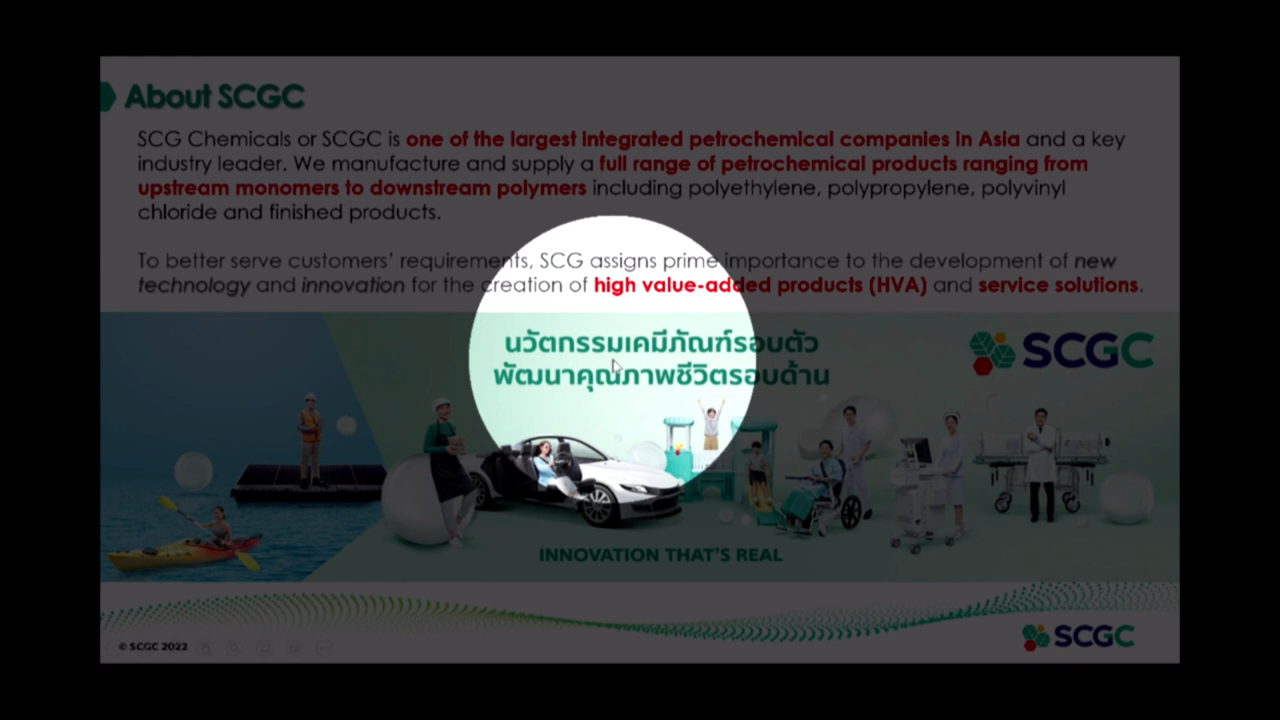 About SCGC
SCG Chemicals or SCGC is one of the largest integrated petrochemical companies in Asia and a key
industry leader. We manufacture and supply a full range of petrochemical products ranging from
upstream monomers to downstream polymers including polyethylene, polypropylene, polyvinyl
chloride and finished products.
To better serve customers' requirements, SCG assigns prime importance to the development of new
technology and innovation for the creation of high value-added products (HVA) and service solutions.
นวัตกรรมเคมีภัณฑ์รอบตัว
พัฒนาคุณภาพชีวิตรอบด้าน
SCGC
INNOVATION THAT'S REAL
© SCGC 2022
SCGC